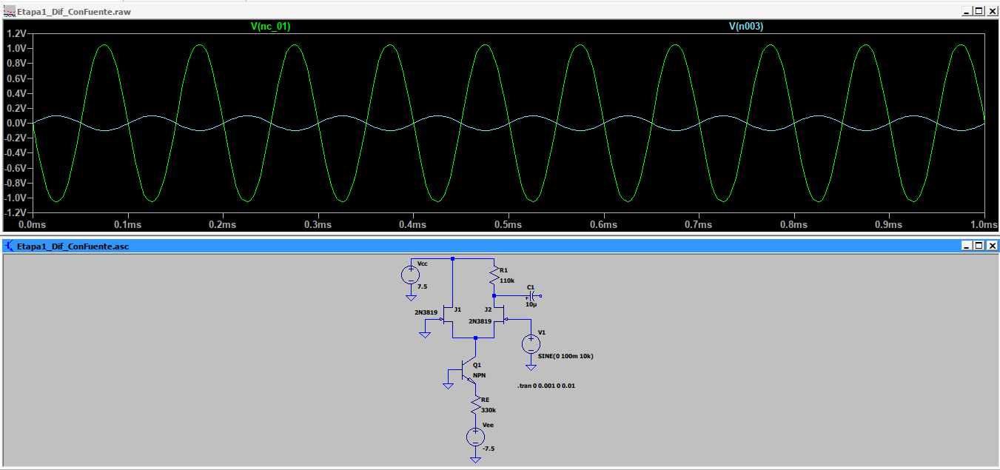 Etapa1_Dif_ConFuente.raw
V(nc_01) V(n003)
1.2V
1.0V
0.8V
0.6V
0.4V
0.2V
0.0V
-0.2V
-0.4V
-0.6V
-0.8V
-1.0V
-1.2V
0.0ms 0.1ms 0.2ms 0.3ms 0.4ms 0.5ms 0.6ms 0.7ms 0.8ms 0.9ms 1.0ms
Etapa1_Dif_ConFuente.asc
Vcc
7.5
R1
110k
C1
10µ
J1
2N3819
J2
2N3819
V1
SINE(0 100m 10k)
Q1
NPN
.tran 0 0.001 0 0.01
RE
330k
Vee
-7.5